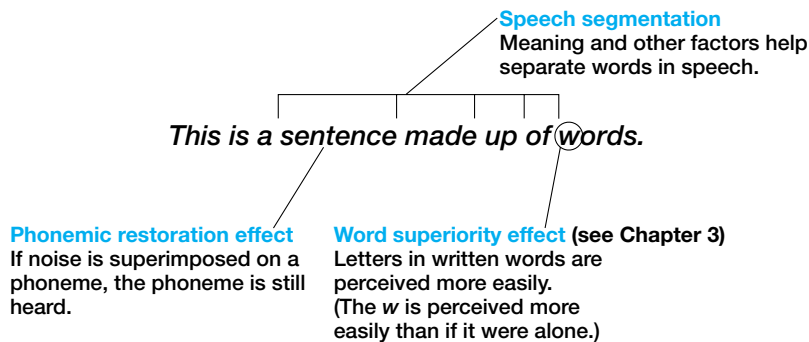 Speech segmentation
Meaning and other factors help
separate words in speech.
This is a sentence made up of words.
Phonemic restoration effect
If noise is superimposed on a
phoneme, the phoneme is still
heard.
Word superiority effect (see Chapter 3)
Letters in written words are
perceived more easily.
(The w is perceived more
easily than if it were alone.)